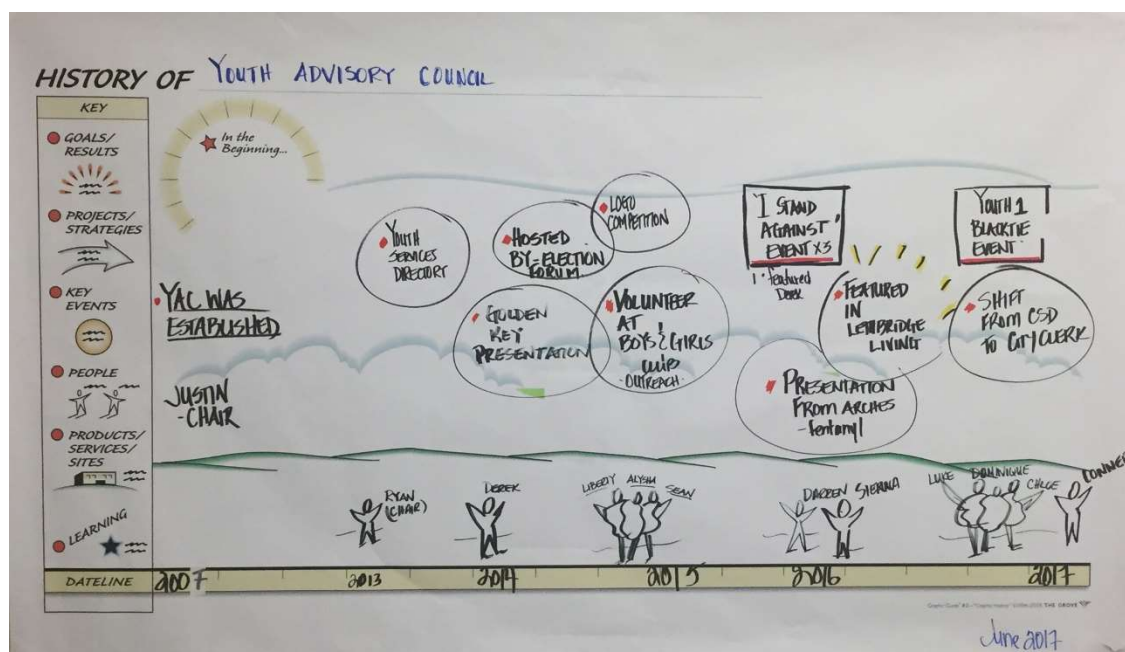 HISTORY OF YOUTH ADVISORY COUNCIL
KEY
GOALS/
RESULTS
PROJECTS/
STRATEGIES
KEY
EVENTS
PEOPLE
PRODUCTS/
SERVICES/
SITES
LEARNING
DATELINE
In the
Beginning...
YAC WAS
ESTABLISHED
JUSTIN
-CHAIR
YOUTH
SERVICES
DIRECTORY
HOSTED
BY-ELECTION
FORUM
LOGO
COMPETITION
GOLDEN
KEY
PRESENTATION
VOLUNTEER
AT
BOYS & GIRLS
CLUB
-OUTREACH-
'I STAND
AGAINST'
EVENT X3
featured
Derek
FEATURED
IN
LETHBRIDGE
LIVING
PRESENTATION
FROM ARCHES
-fentanyl
YOUTH 1
BLACKTIE
EVENT
SHIFT
FROM CSD
TO CITY CLERK
RYAN
(CHAIR)
DEREK
LIBERTY ALYSHA
SEAN
DARREN SIERRA
LUKE DOMINIQUE
CHLOE
CONNER
2007 2013 2014 2015 2016 2017
THE GROVE
June 2017